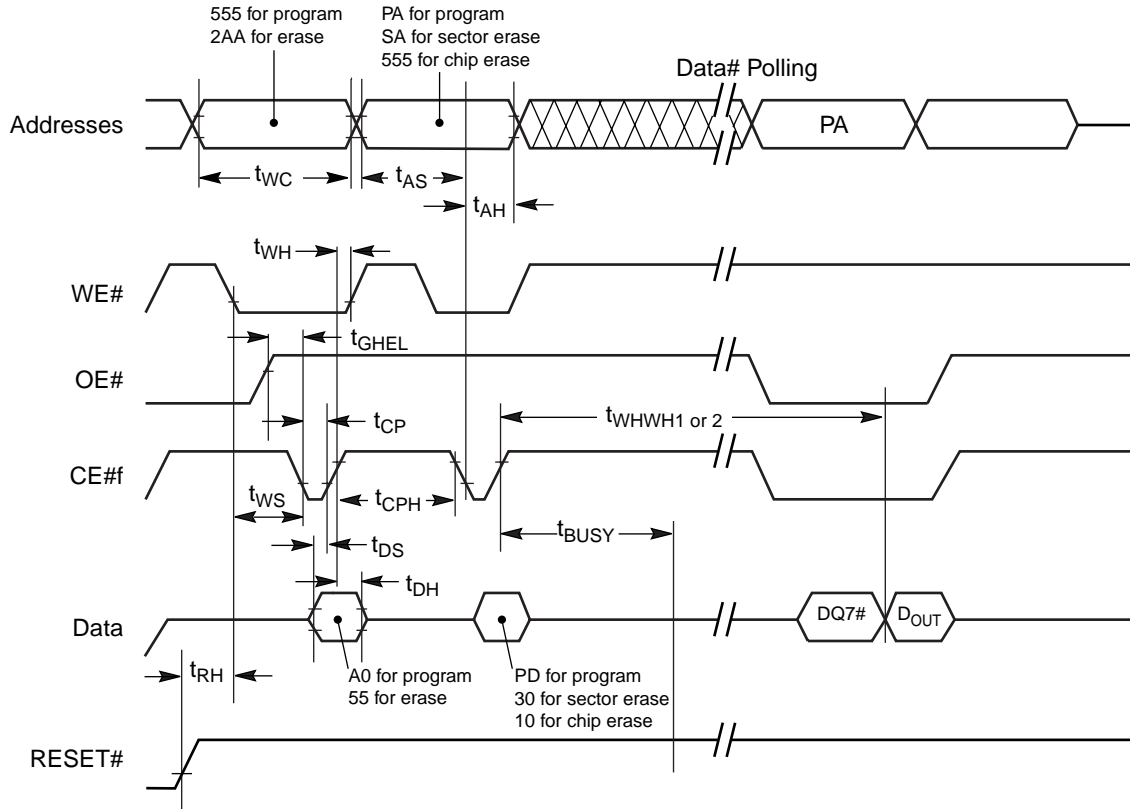 555 for program
2AA for erase
PA for program
SA for sector erase
555 for chip erase
Data# Polling
Addresses
PA
tWC
tAS
tAH
tWH
WE#
tGHEL
OE#
tWHWH1 or 2
tCP
CE#f
tWS
tCPH
tBUSY
tDS
tDH
Data
DQ7#
DOUT
tRH
A0 for program
55 for erase
PD for program
30 for sector erase
10 for chip erase
RESET#